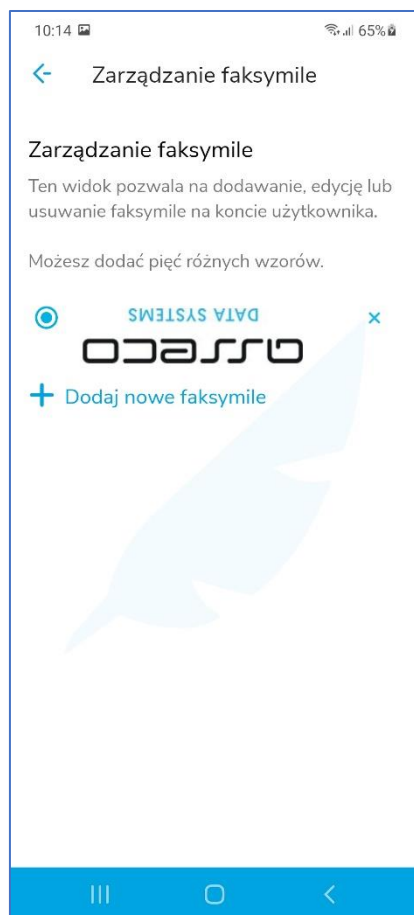 10:14 65%
Zarządzanie faksymile
Zarządzanie faksymile
Ten widok pozwala na dodawanie, edycję lub
usuwanie faksymile na koncie użytkownika.
Możesz dodać pięć różnych wzorów.
DATA SYSTEMS
asseco
Dodaj nowe faksymile